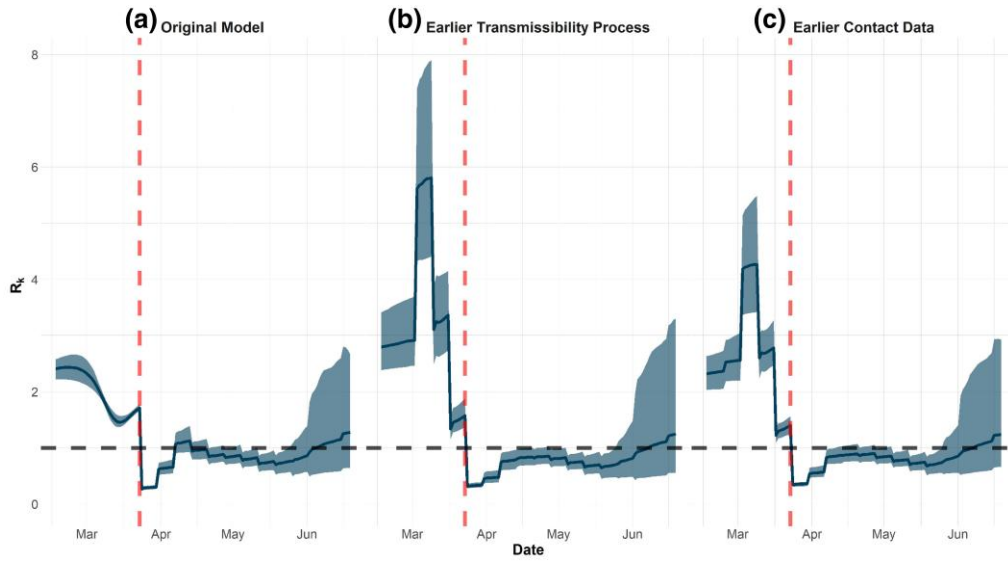 (a) Original Model
(b) Earlier Transmissibility Process
(c) Earlier Contact Data
8
6
4
2
0
Rk
Mar Apr May Jun
Mar Apr May Jun
Mar Apr May Jun
Date